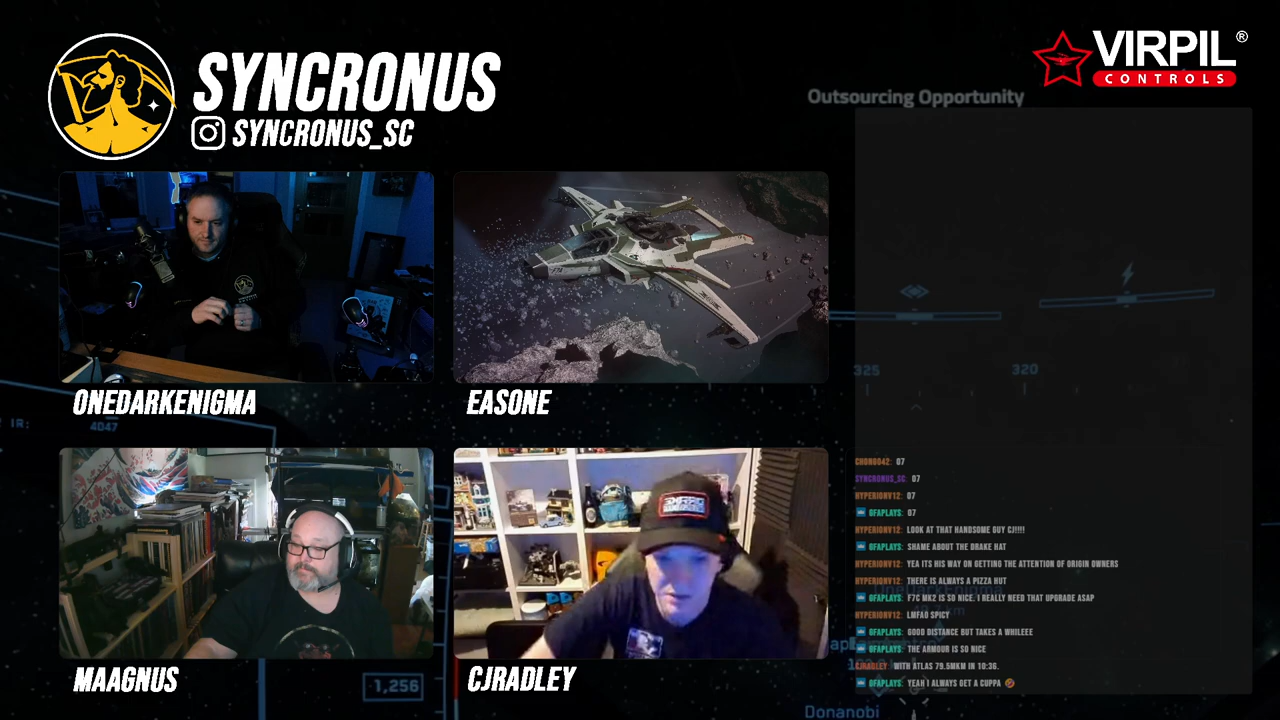 SYNCRONUS
SYNCRONUS_SC
VIRPIL®
CONTROLS
Outsourcing Opportunity
ONEDARKENIGMA
EASONE
325
320
IR:
4047
MAAGNUS
CJRADLEY
1,256
CHONGO42: 07
SYNCRONUS_SC: 07
HYPERIONV12: 07
GFAPLAYS: 07
HYPERIONV12: LOOK AT THAT HANDSOME GUY CJ!!!!
GFAPLAYS: SHAME ABOUT THE DRAKE HAT
HYPERIONV12: YEA ITS HIS WAY ON GETTING THE ATTENTION OF ORIGIN OWNERS
HYPERIONV12: THERE IS ALWAYS A PIZZA HUT
GFAPLAYS: F7C MK2 IS SO NICE. I REALLY NEED THAT UPGRADE ASAP
OneDarkEnigma
HYPERIONV12: LMFAO SPICY
GFAPLAYS: GOOD DISTANCE BUT TAKES A WHILEEE
GFAPLAYS: THE ARMOUR IS SO NICE
CJRADLEY: WITH ATLAS 79.5MKM IN 10:36.
GFAPLAYS: YEAH I ALWAYS GET A CUPPA
Donanobi